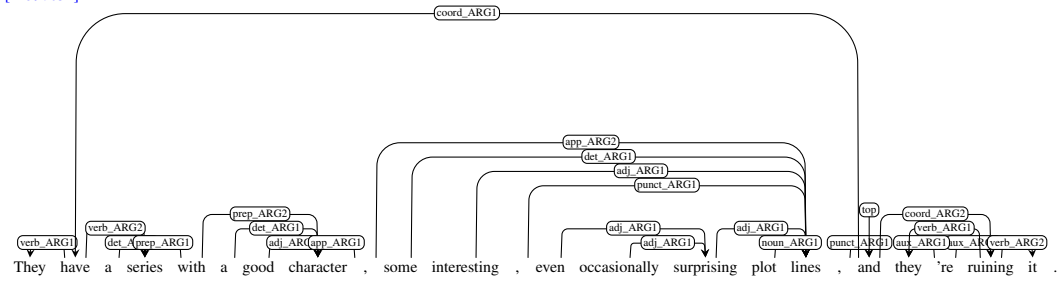 coord_ARG1
app_ARG2
det_ARG1
adj_ARG1
punct_ARG1
top
prep_ARG2 coord_ARG2
verb_ARG2 det_ARG1 adj_ARG1 adj_ARG1 verb_ARG1
verb_ARG1 prep_ARG1 app_ARG1 adj_ARG1 noun_ARG1 punct_ARG1 aux_ARG1 verb_ARG2
They have a series with a good character , some interesting , even occasionally surprising plot lines , and they 're ruining it .